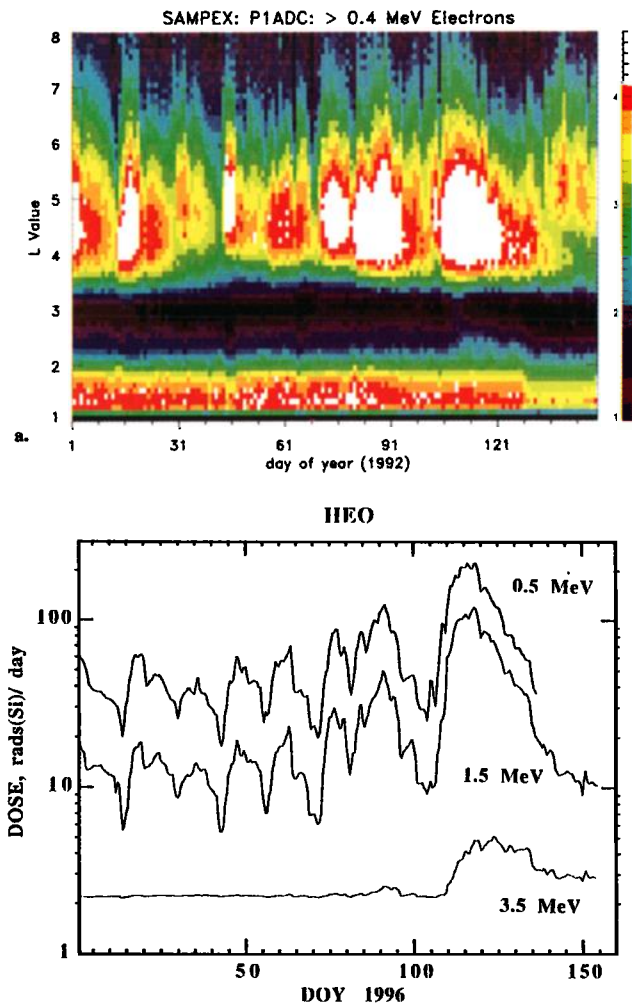 SAMPEX: P1ADC: > 0.4 MeV Electrons
8
7
6
5
4
3
2
1
L Value
4
3
2
1
a.
1 31 61 91 121
day of year (1992)
HEO
0.5 MeV
100
1.5 MeV
10
3.5 MeV
1
DOSE, rads(Si)/ day
50 100 150
DOY 1996